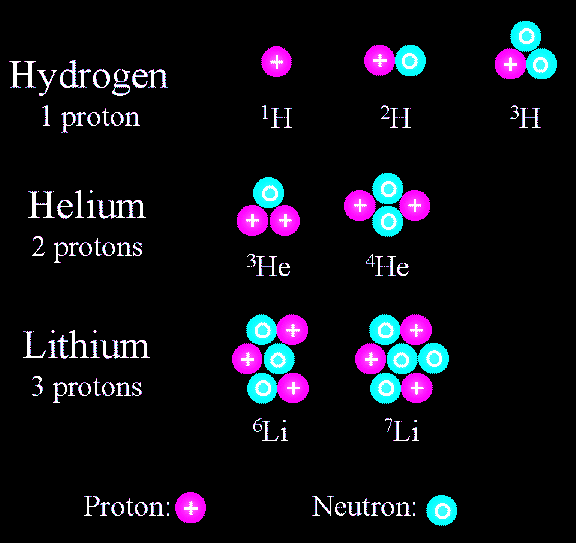 Hydrogen
1 proton
¹H ²H ³H
Helium
2 protons
³He ⁴He
Lithium
3 protons
⁶Li ⁷Li
Proton: + Neutron: O